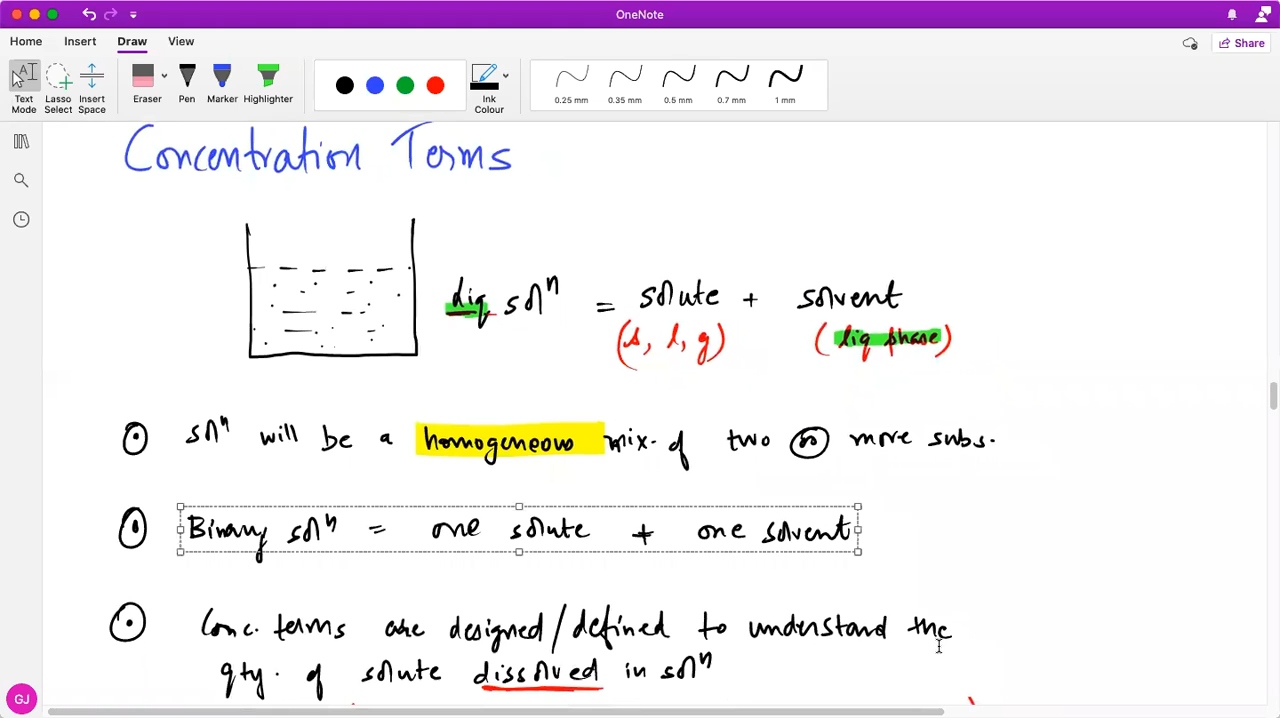 OneNote
Home Insert Draw View
Share
Text Mode
Lasso Select
Insert Space
Eraser
Pen
Marker
Highlighter
Ink Colour
0.25 mm
0.35 mm
0.5 mm
0.7 mm
1 mm
Concentration Terms
liq solⁿ = solute + solvent
(s, l, g) (liq phase)
solⁿ will be a homogeneous mix. of two or more subs.
Binary solⁿ = one solute + one solvent
Conc. terms are designed/defined to understand the
qty. of solute dissolved in solⁿ
GJ